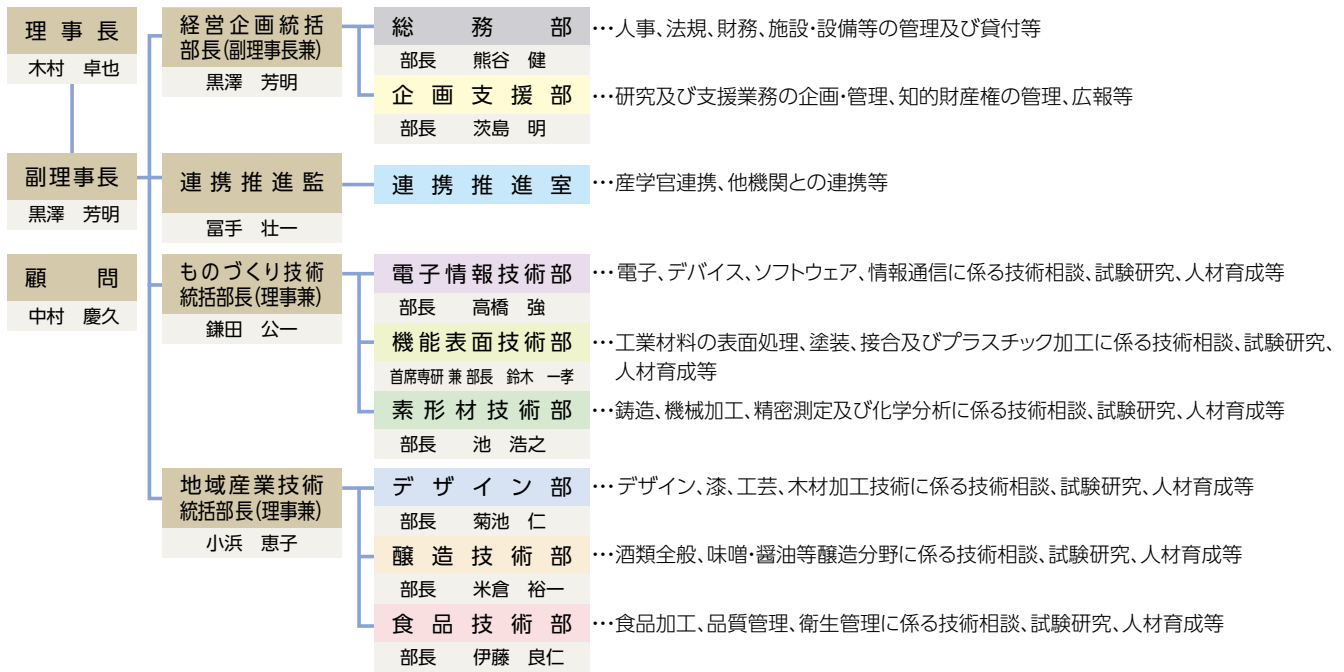 理事長
木村 卓也
副理事長
黒澤 芳明
顧問
中村 慶久
経営企画統括
部長(副理事長兼)
黒澤 芳明
総務部
…人事、法規、財務、施設・設備等の管理及び貸付等
部長 熊谷 健
企画支援部
…研究及び支援業務の企画・管理、知的財産権の管理、広報等
部長 茨島 明
連携推進監
冨手 壮一
連携推進室
…産学官連携、他機関との連携等
ものづくり技術
統括部長(理事兼)
鎌田 公一
電子情報技術部
…電子、デバイス、ソフトウェア、情報通信に係る技術相談、試験研究、人材育成等
部長 高橋 強
機能表面技術部
…工業材料の表面処理、塗装、接合及びプラスチック加工に係る技術相談、試験研究、
人材育成等
首席専研 兼 部長 鈴木 一孝
素形材技術部
…鋳造、機械加工、精密測定及び化学分析に係る技術相談、試験研究、人材育成等
部長 池 浩之
地域産業技術
統括部長(理事兼)
小浜 恵子
デザイン部
…デザイン、漆、工芸、木材加工技術に係る技術相談、試験研究、人材育成等
部長 菊池 仁
醸造技術部
…酒類全般、味噌・醤油等醸造分野に係る技術相談、試験研究、人材育成等
部長 米倉 裕一
食品技術部
…食品加工、品質管理、衛生管理に係る技術相談、試験研究、人材育成等
部長 伊藤 良仁